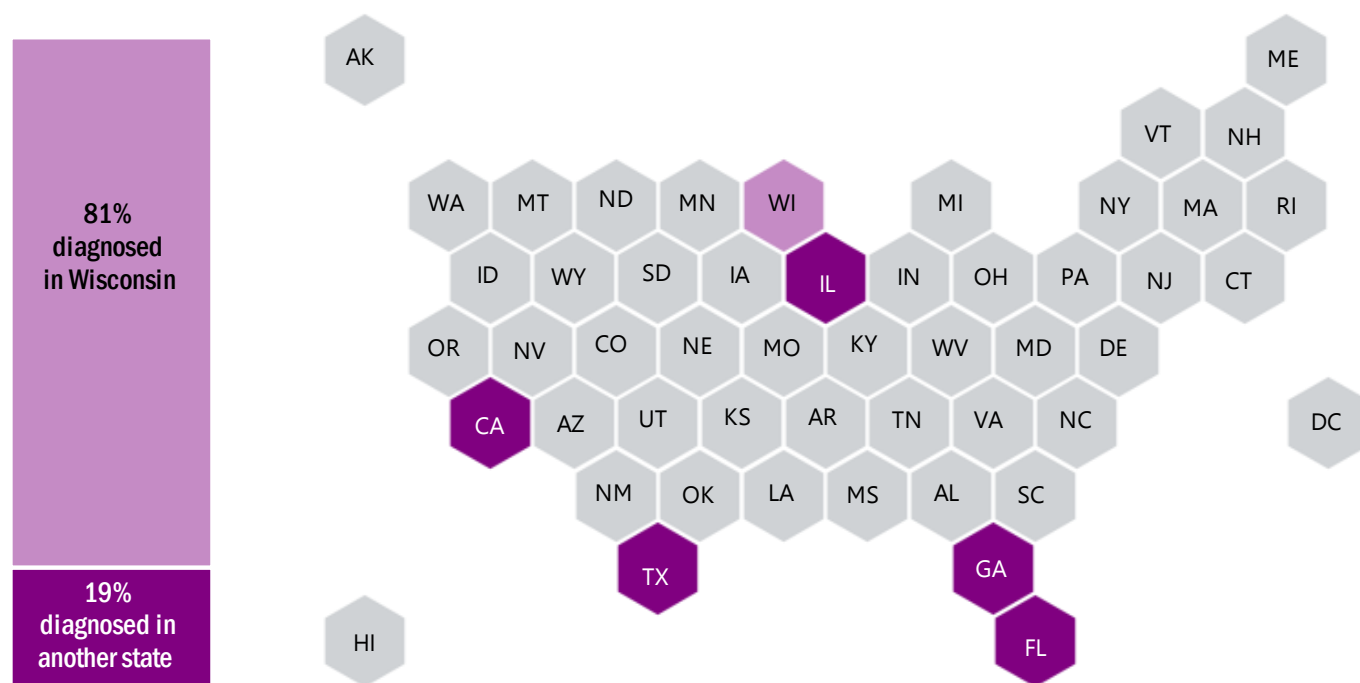 81%
diagnosed
in Wisconsin
19%
diagnosed in
another state
AK
ME
VT
NH
WA
MT
ND
MN
WI
MI
NY
MA
RI
ID
WY
SD
IA
IL
IN
OH
PA
NJ
CT
OR
NV
CO
NE
MO
KY
WV
MD
DE
CA
AZ
UT
KS
AR
TN
VA
NC
DC
NM
OK
LA
MS
AL
SC
TX
GA
HI
FL